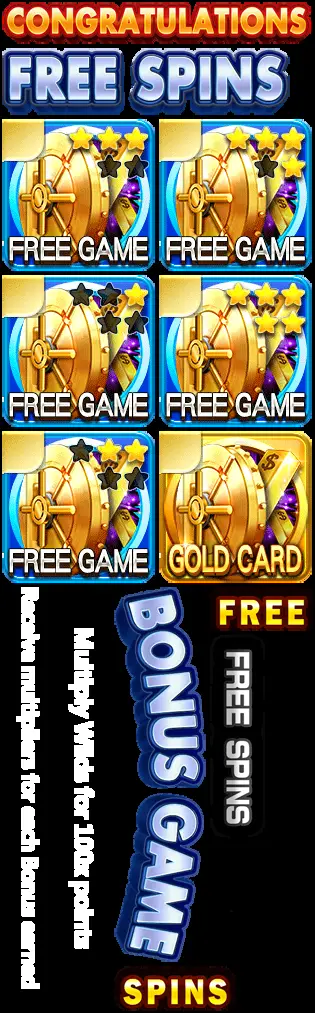 CONGRATULATIONS
FREE SPINS
FREE GAME
FREE GAME
FREE GAME
FREE GAME
FREE GAME
GOLD CARD
FREE
FREE SPINS
BONUS GAME
Multiply Wilds for 100x points
Receive multipliers for each Bonus earned
SPINS